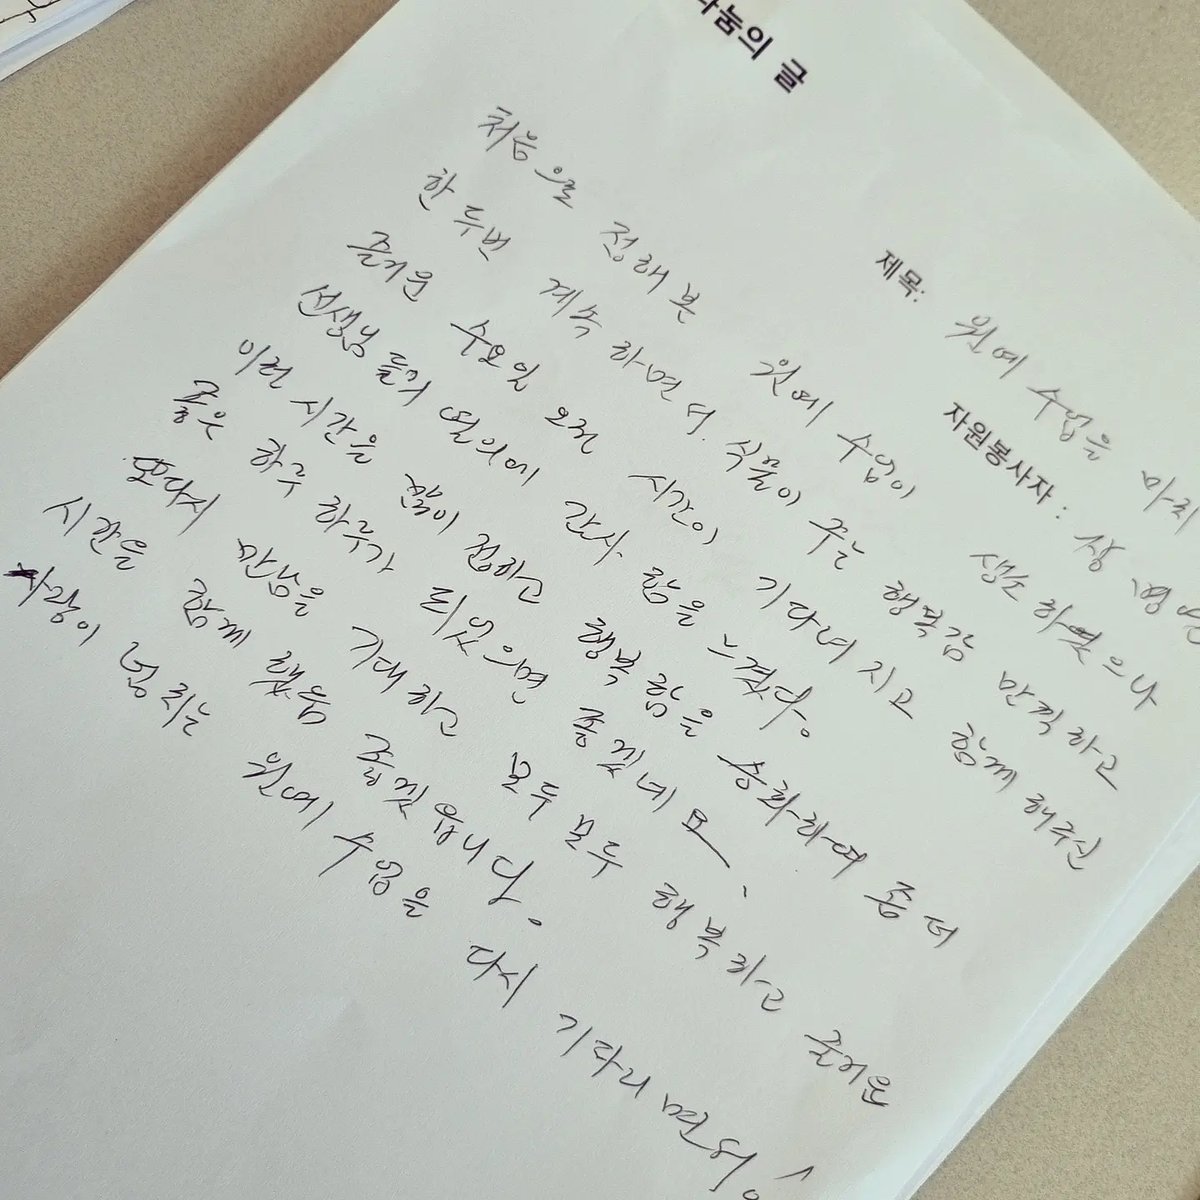 나눔의 글
제목: 원예 수업을 마치
자원봉사자 : 장
처음으로 접해본 원예 수업이 생소하였으나
한 두번 계속 하면서 식물이 주는 행복감 만끽하고
즐거운 수요일 오전 시간이 기다려 지고 함께 해주신
선생님들의 열의에 감사 함을 느꼈다.
이런 시간을 많이 접하고 행복함을 승화하여 좀더
좋은 하루 하루가 되었으면 좋겠네요.
또다시 만남을 기대하고 모두 모두 행복하고 즐거운
시간을 함께 했음 좋겠습니다.
사랑이 넘치는 원예 수업을 다시 기다리면서